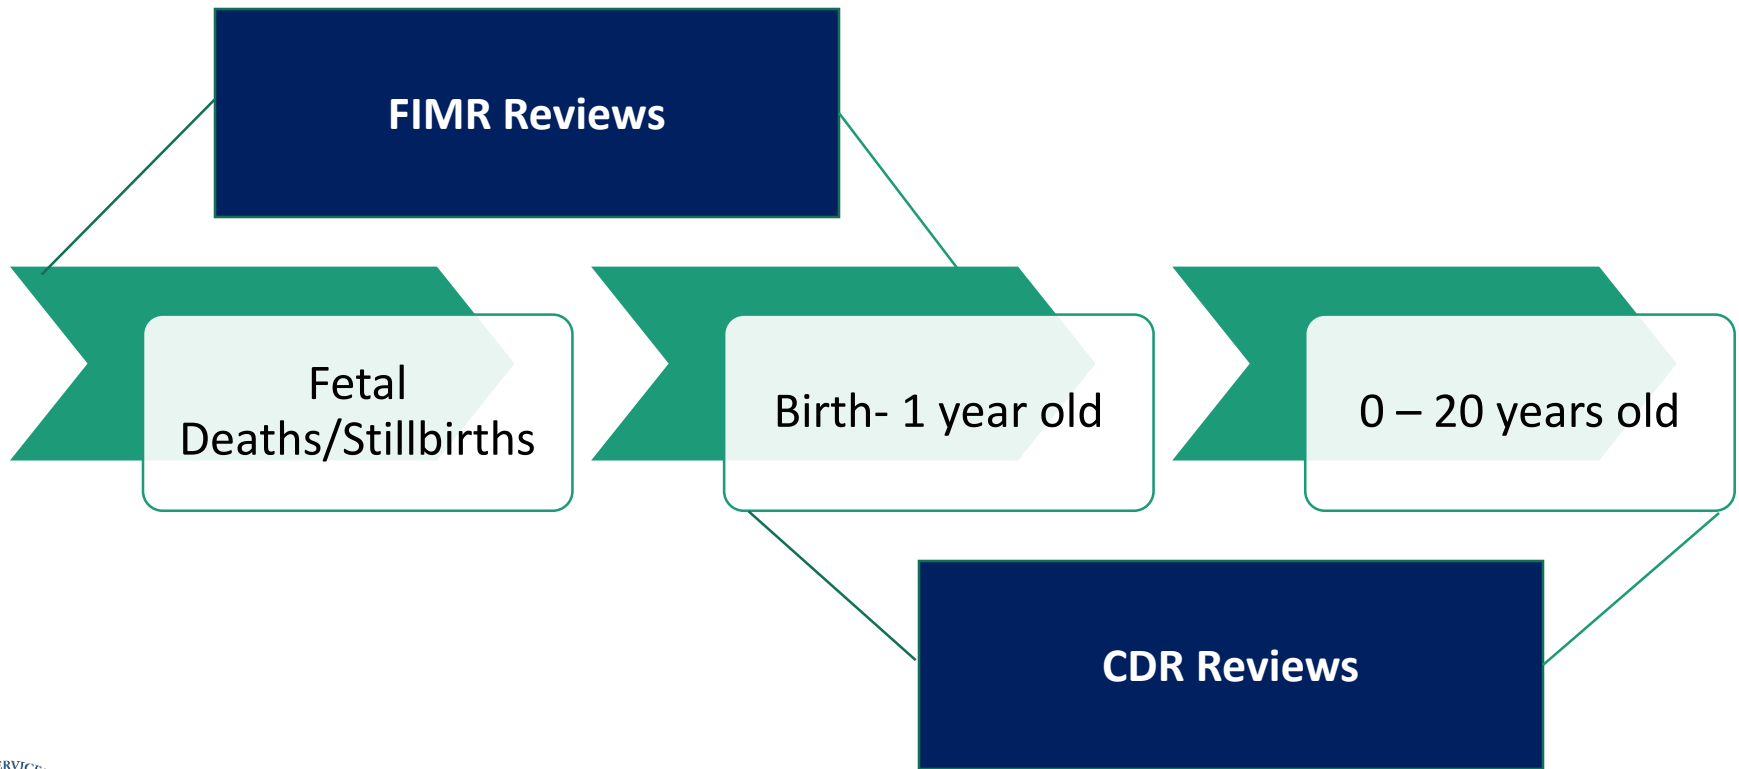 FIMR Reviews
Fetal
Deaths/Stillbirths
Birth- 1 year old
0 – 20 years old
CDR Reviews